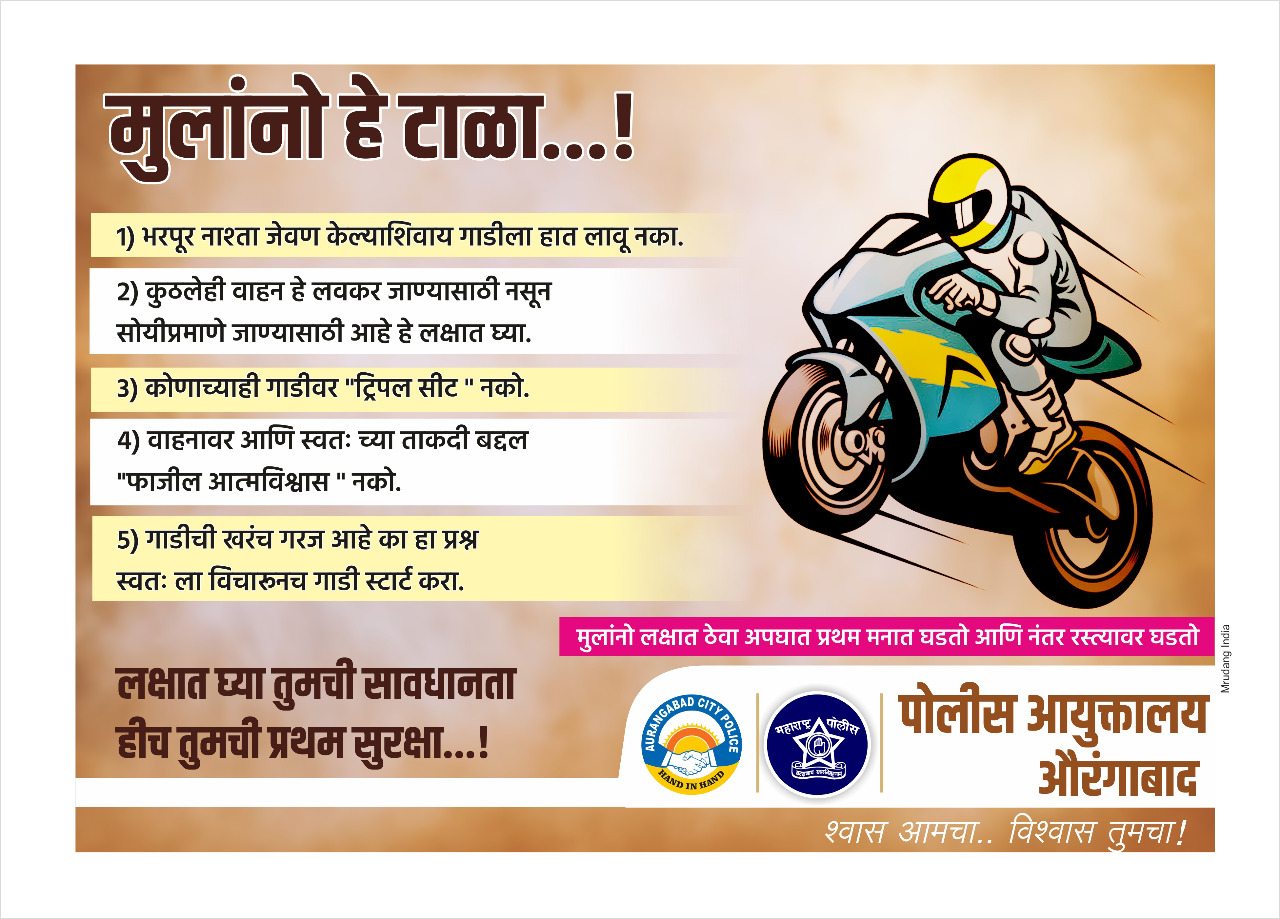 मुलांनो हे टाळा...!
1) भरपूर नाश्ता जेवण केल्याशिवाय गाडीला हात लावू नका.
2) कुठलेही वाहन हे लवकर जाण्यासाठी नसून
सोयीप्रमाणे जाण्यासाठी आहे हे लक्षात घ्या.
3) कोणाच्याही गाडीवर "ट्रिपल सीट " नको.
4) वाहनावर आणि स्वतः च्या ताकदी बद्दल
"फाजील आत्मविश्वास " नको.
5) गाडीची खरंच गरज आहे का हा प्रश्न
स्वतः ला विचारूनच गाडी स्टार्ट करा.
मुलांनो लक्षात ठेवा अपघात प्रथम मनात घडतो आणि नंतर रस्त्यावर घडतो
Mrudang India
लक्षात घ्या तुमची सावधानता
हीच तुमची प्रथम सुरक्षा...!
AURANGABAD CITY POLICE
HAND IN HAND
महाराष्ट्र पोलीस
पोलीस आयुक्तालय
औरंगाबाद
श्वास आमचा.. विश्वास तुमचा!